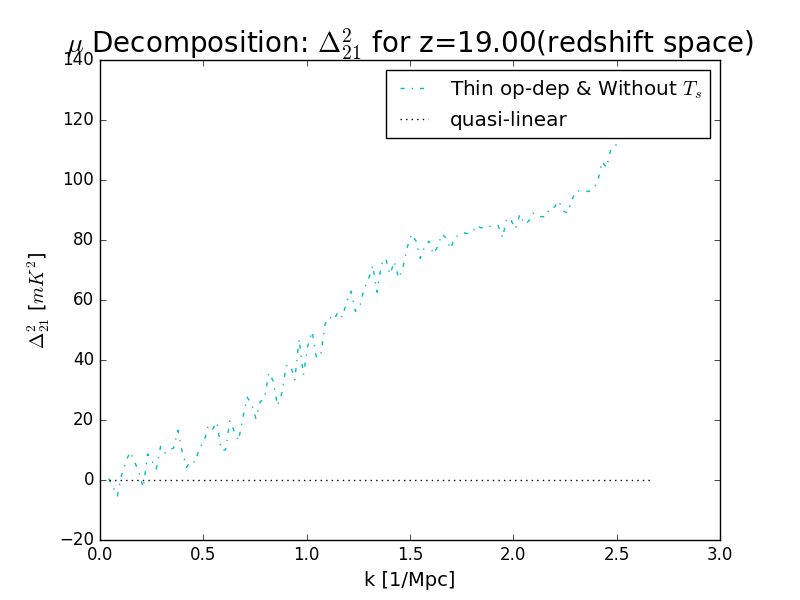 μ Decomposition: Δ²₂₁ for z=19.00(redshift space)
Thin op-dep & Without Tₛ
quasi-linear
Δ²₂₁ [mK²]
140
120
100
80
60
40
20
0
−20
0.0 0.5 1.0 1.5 2.0 2.5 3.0
k [1/Mpc]